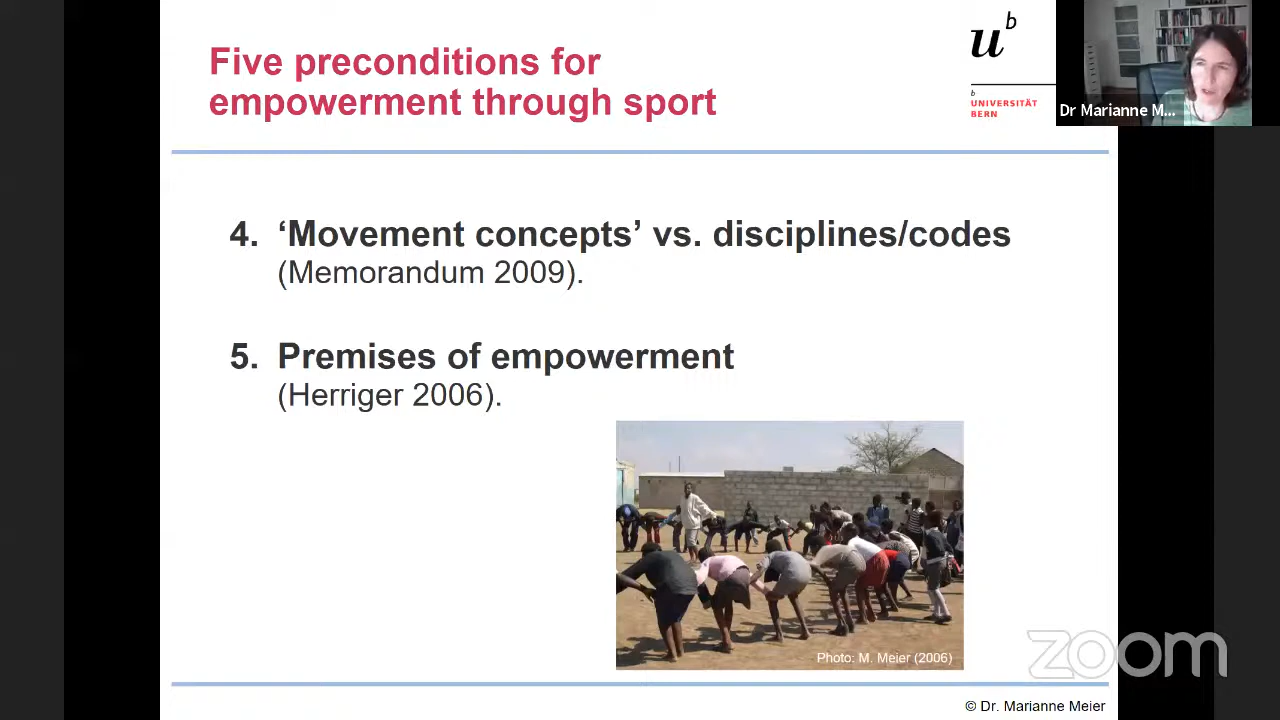 Five preconditions for
empowerment through sport
u
b
b
UNIVERSITÄT
BERN
Dr Marianne M...
4. ‘Movement concepts’ vs. disciplines/codes
(Memorandum 2009).
5. Premises of empowerment
(Herriger 2006).
Photo: M. Meier (2006)
zoom
© Dr. Marianne Meier